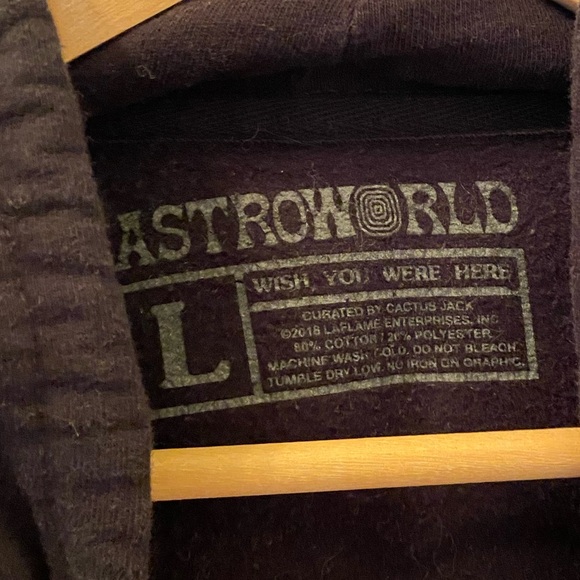 ASTROWORLD
L
WISH YOU WERE HERE
CURATED BY CACTUS JACK
©2018 LAFLAME ENTERPRISES, INC
80% COTTON / 20% POLYESTER.
MACHINE WASH COLD. DO NOT BLEACH.
TUMBLE DRY LOW. NO IRON ON GRAPHIC.